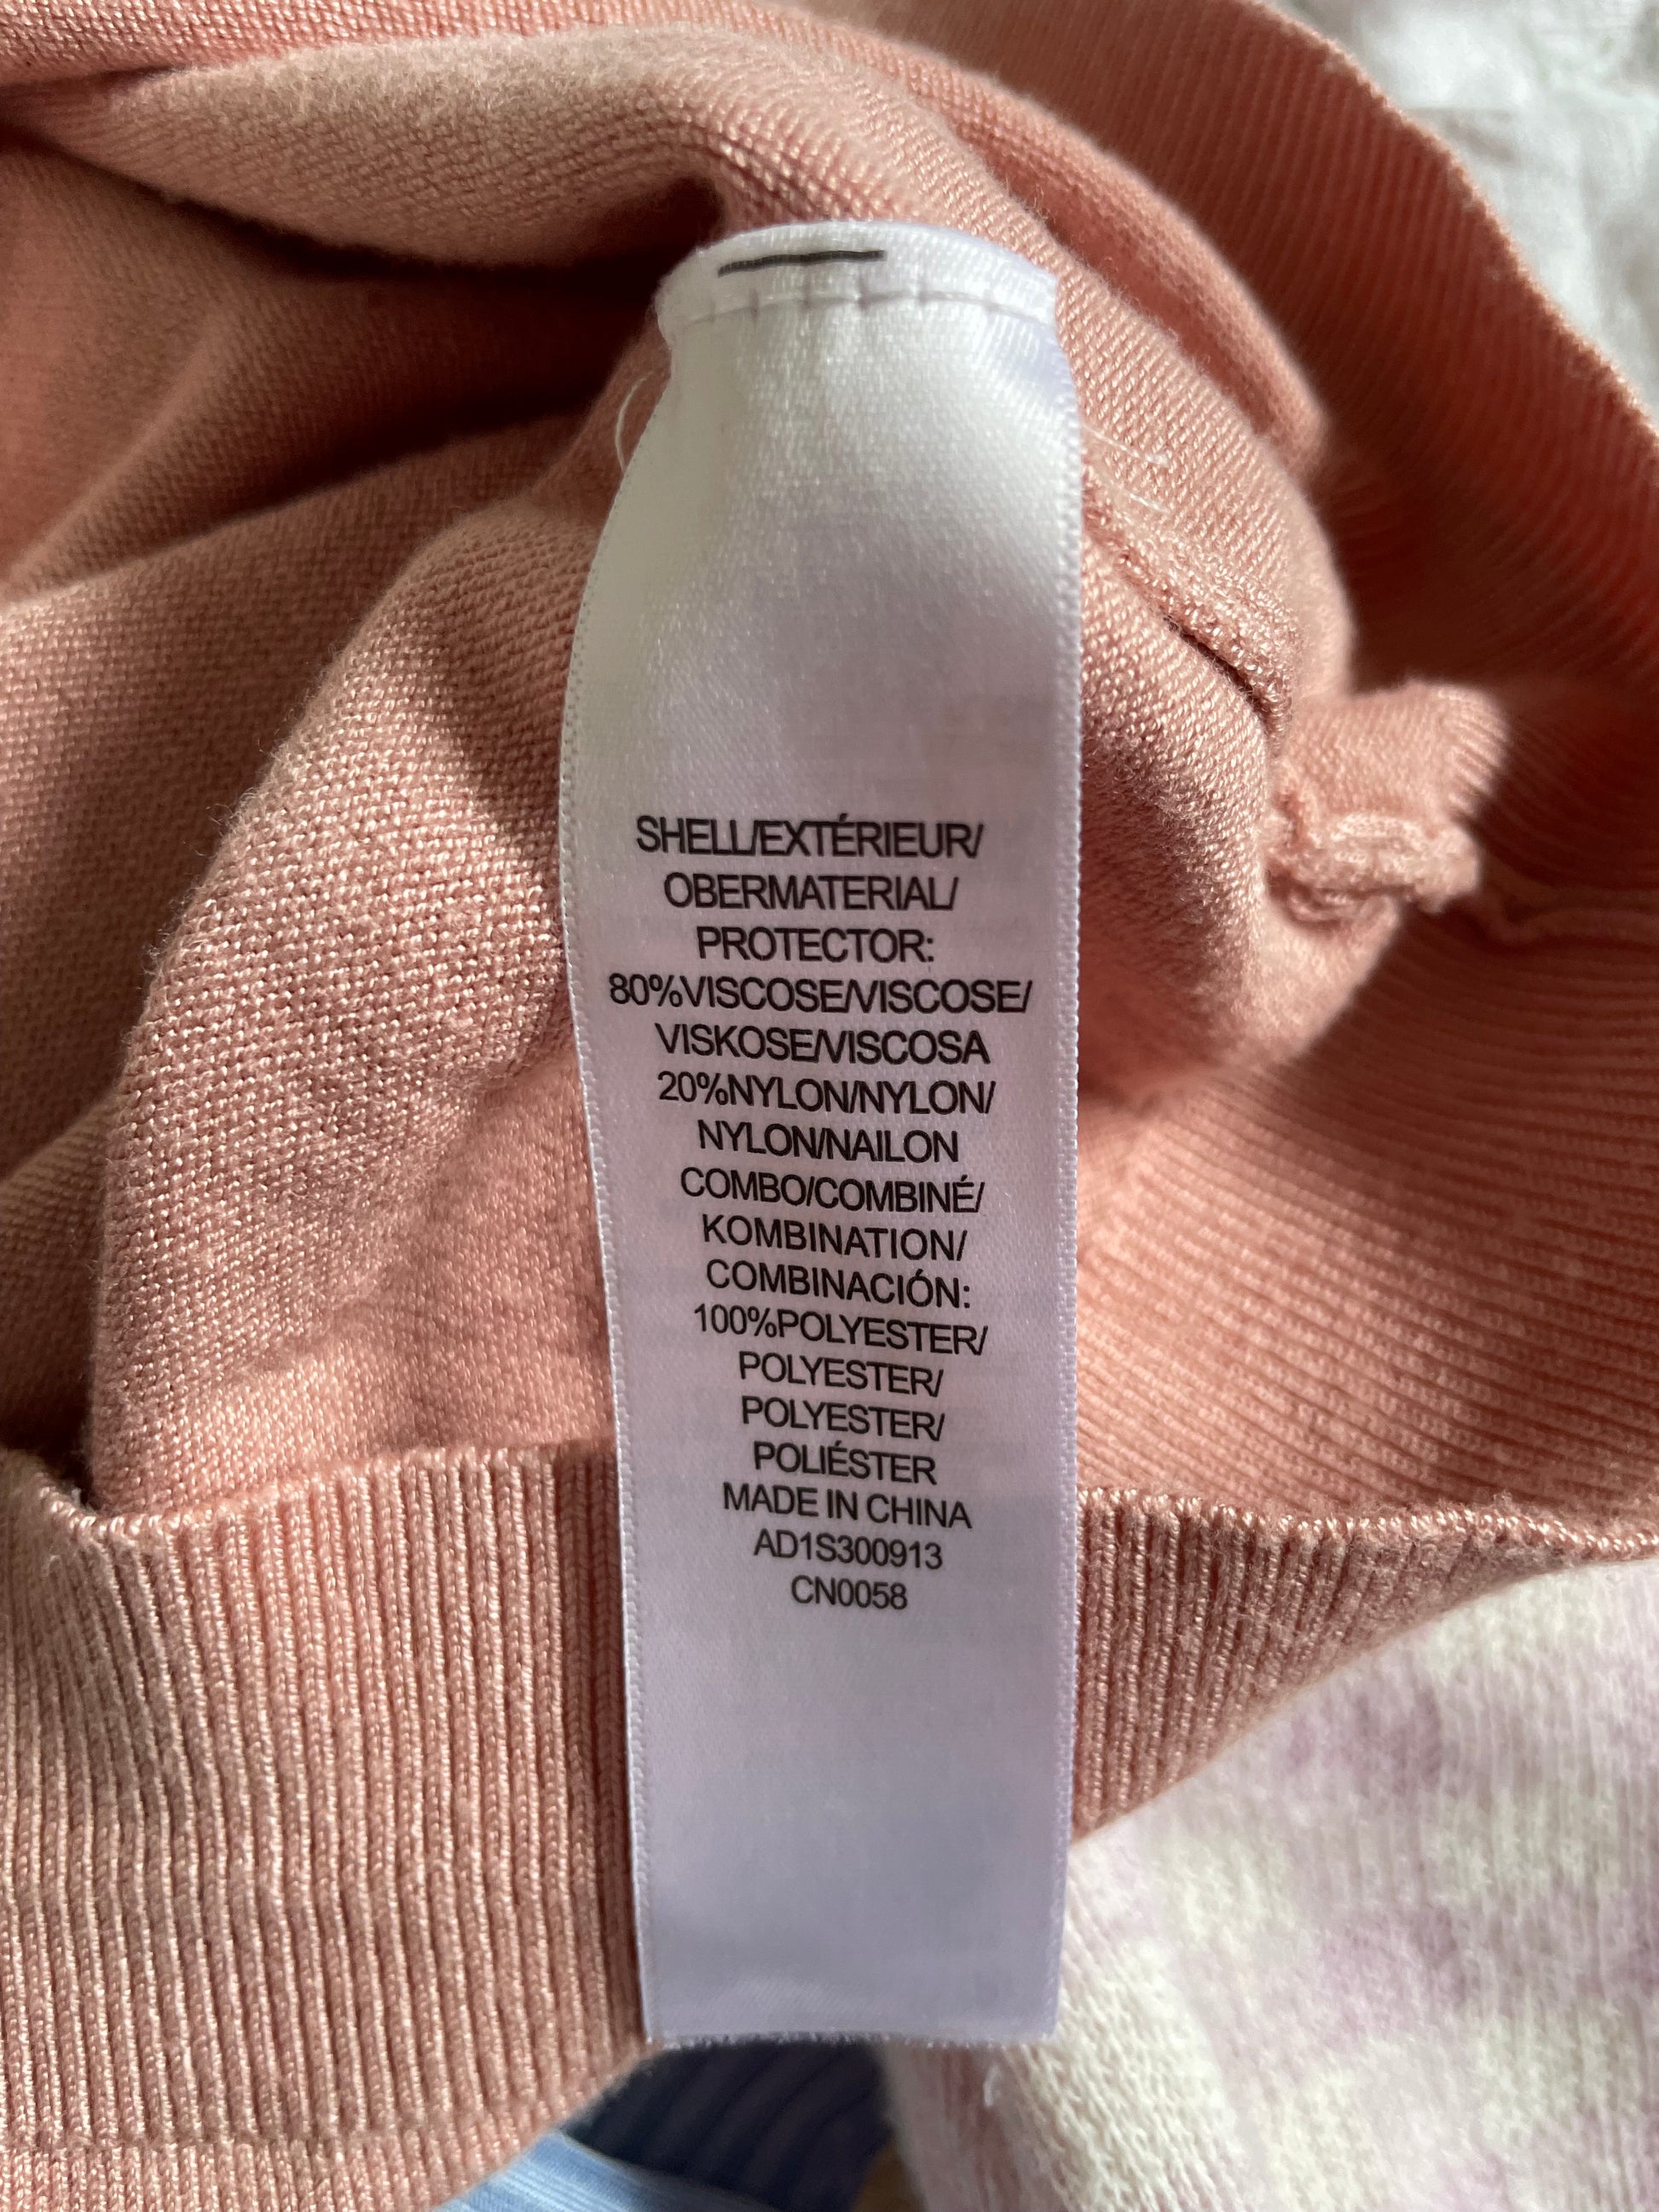 SHELL/EXTÉRIEUR/
OBERMATERIAL/
PROTECTOR:
80%VISCOSE/VISCOSE/
VISKOSE/VISCOSA
20%NYLON/NYLON/
NYLON/NAILON
COMBO/COMBINÉ/
KOMBINATION/
COMBINACIÓN:
100%POLYESTER/
POLYESTER/
POLYESTER/
POLIÉSTER
MADE IN CHINA
AD1S300913
CN0058